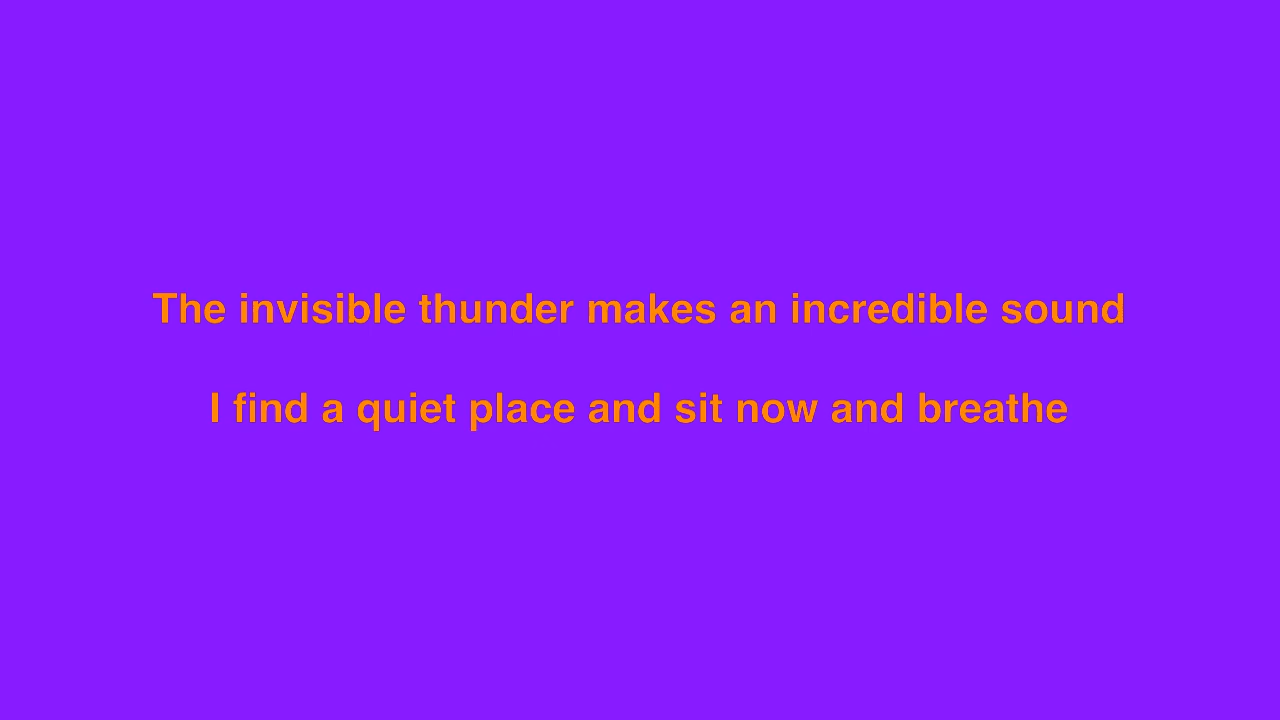 The invisible thunder makes an incredible sound
I find a quiet place and sit now and breathe